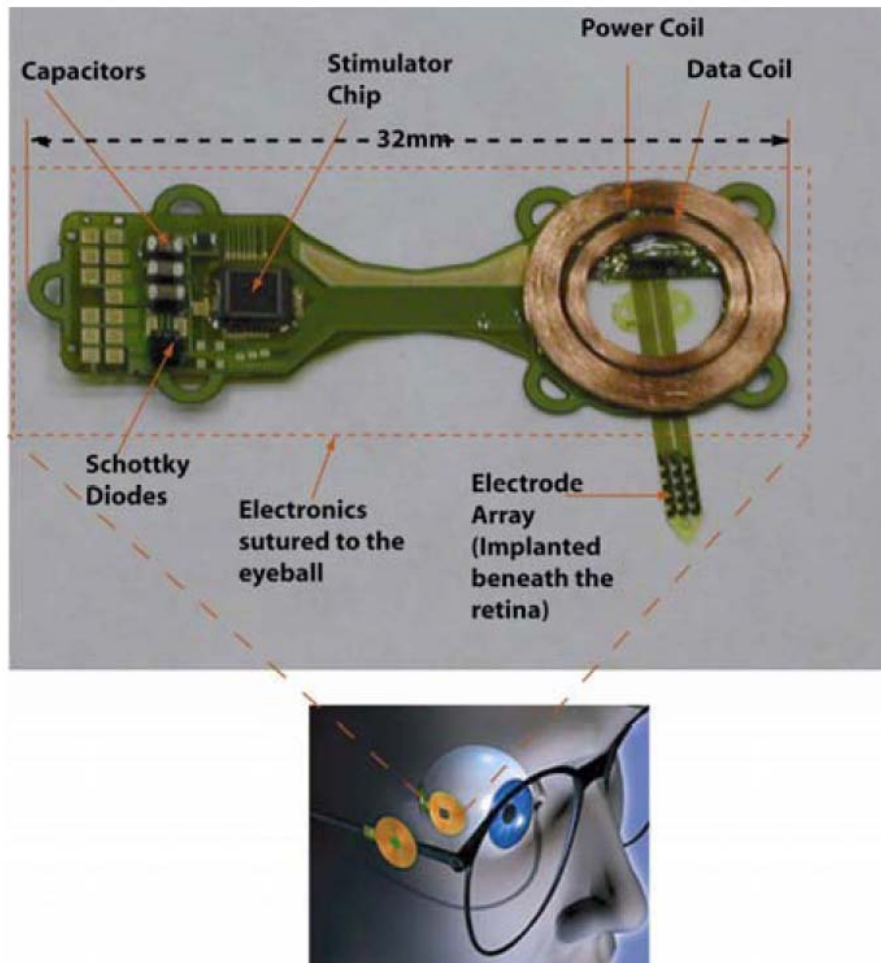 Power Coil
Capacitors
Stimulator
Chip
Data Coil
32mm
Schottky
Diodes
Electronics
sutured to the
eyeball
Electrode
Array
(Implanted
beneath the
retina)